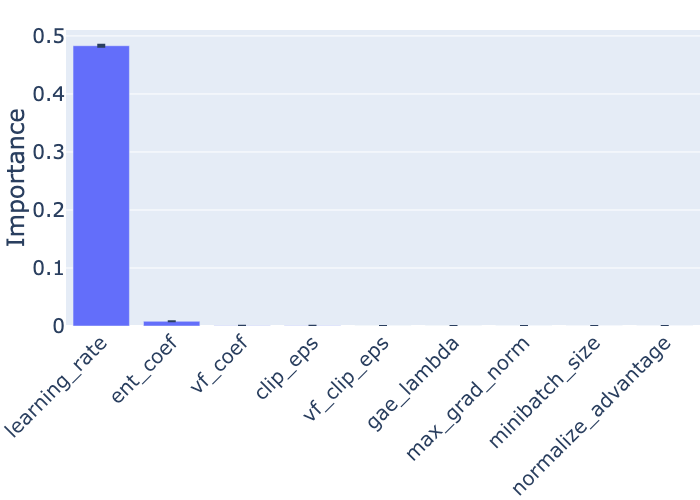 Importance
0.5
0.4
0.3
0.2
0.1
0
learning_rate
ent_coef
vf_coef
clip_eps
vf_clip_eps
gae_lambda
max_grad_norm
minibatch_size
normalize_advantage